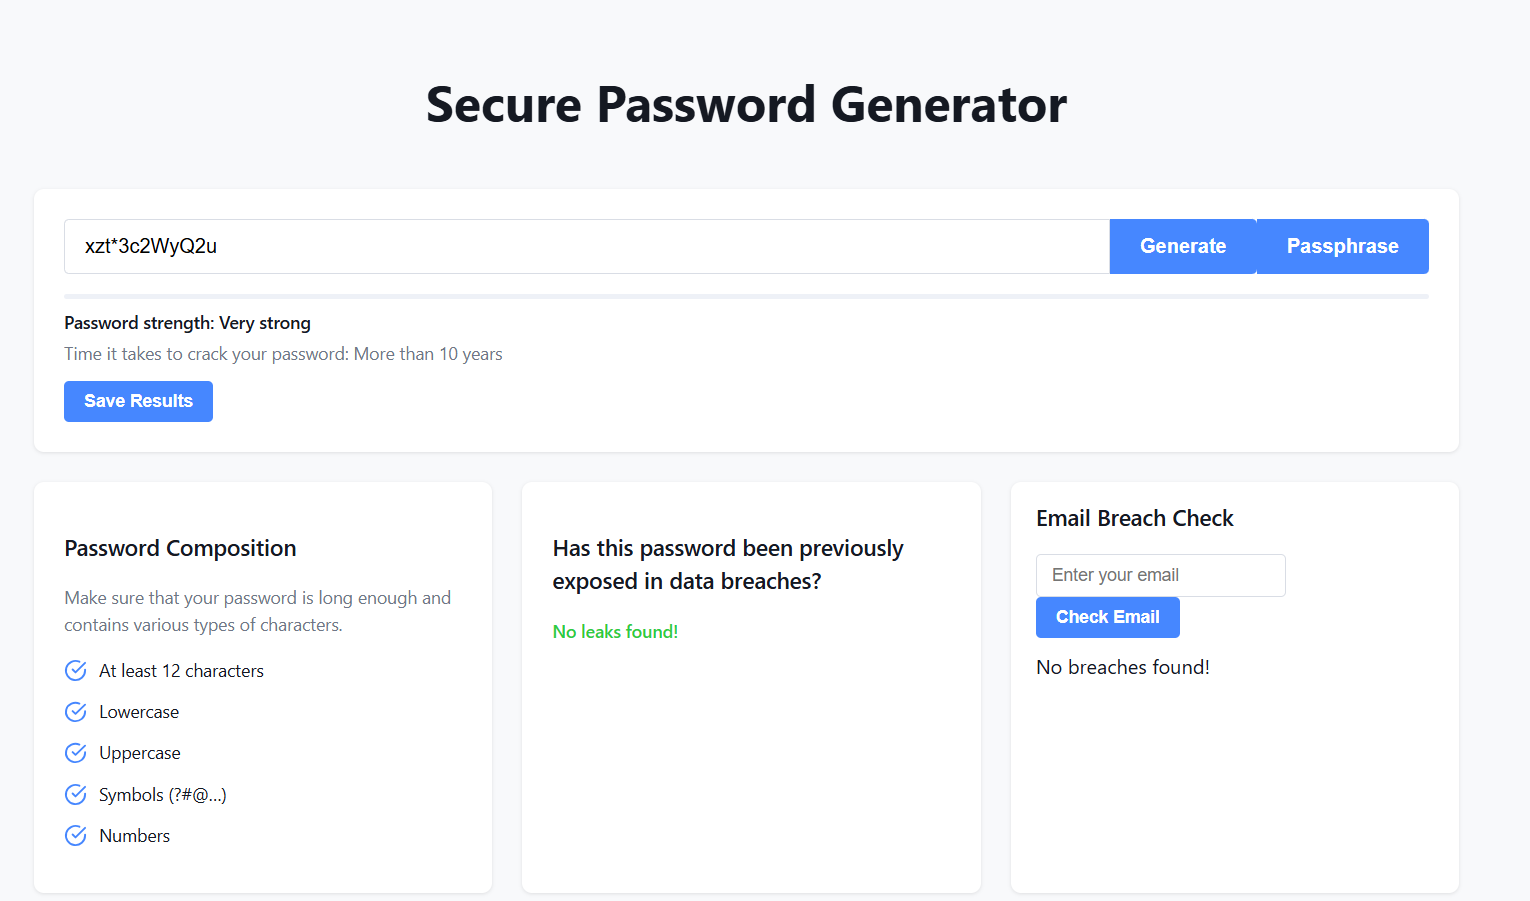 Secure Password Generator
xzt*3c2WyQ2u
Generate
Passphrase
Password strength: Very strong
Time it takes to crack your password: More than 10 years
Save Results
Password Composition
Make sure that your password is long enough and
contains various types of characters.
At least 12 characters
Lowercase
Uppercase
Symbols (?#@...)
Numbers
Has this password been previously
exposed in data breaches?
No leaks found!
Email Breach Check
Enter your email
Check Email
No breaches found!